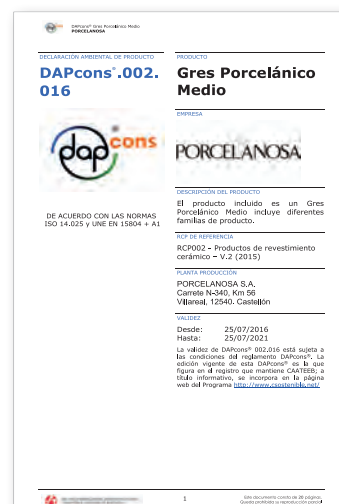 DAPcons® Gres Porcelánico Medio
PORCELANOSA
DECLARACIÓN AMBIENTAL DE PRODUCTO
DAPcons®.002.
016
dap cons
DE ACUERDO CON LAS NORMAS
ISO 14.025 y UNE EN 15804 + A1
PRODUCTO
Gres Porcelánico
Medio
EMPRESA
PORCELANOSA
DESCRIPCIÓN DEL PRODUCTO
El producto incluido es un Gres
Porcelánico Medio incluye diferentes
familias de producto.
RCP DE REFERENCIA
RCP002 – Productos de revestimiento
cerámico – V.2 (2015)
PLANTA PRODUCCIÓN
PORCELANOSA S.A.
Carrete N-340, Km 56
Villareal, 12540. Castellón
VALIDEZ
Desde: 25/07/2016
Hasta: 25/07/2021
La validez de DAPcons® 002.016 está sujeta a
las condiciones del reglamento DAPcons®. La
edición vigente de esta DAPcons® es la que
figura en el registro que mantiene CAATEEB; a
título informativo, se incorpora en la página
web del Programa http://www.csostenible.net/
1
Este documento consta de 20 páginas.
Queda prohibida su reproducción parcial